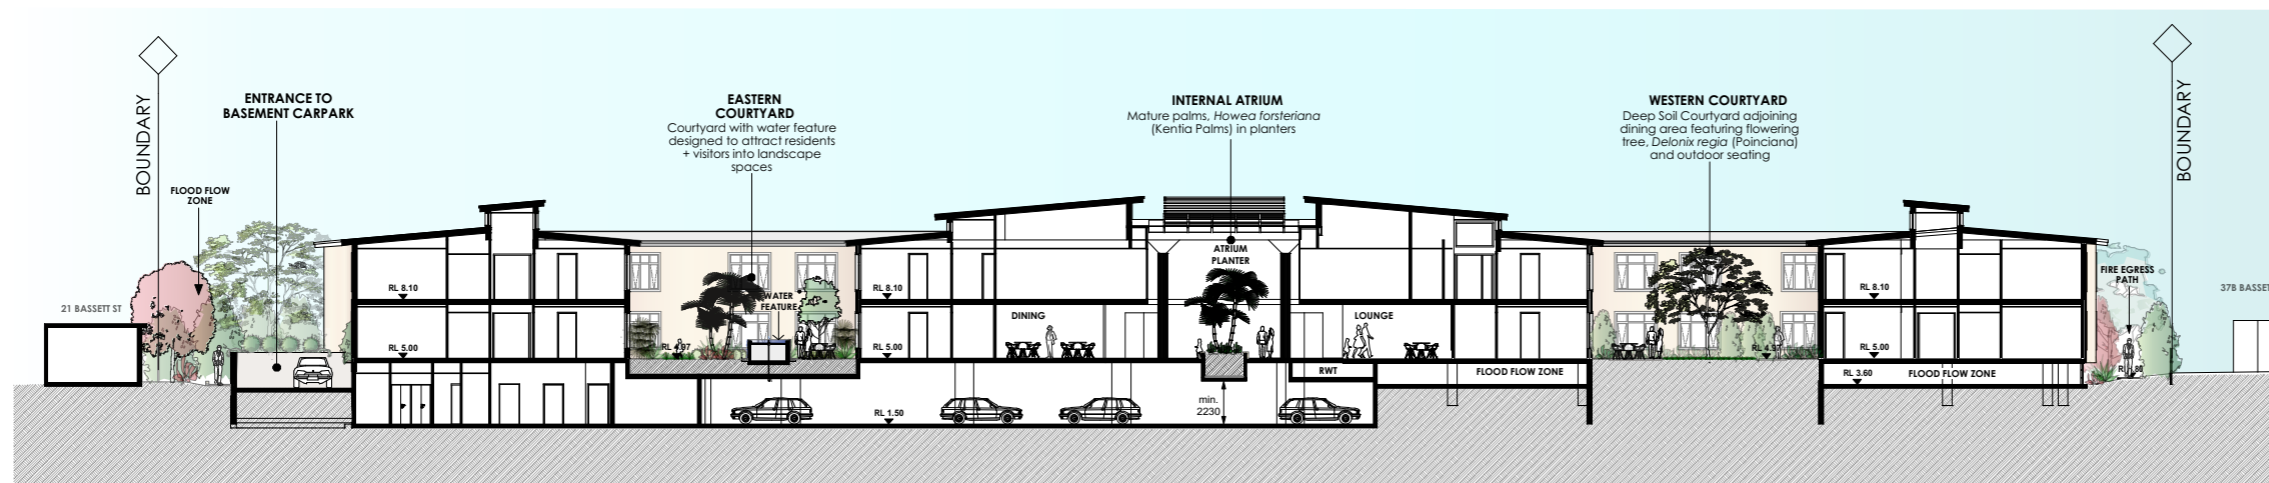 BOUNDARY
ENTRANCE TO
BASEMENT CARPARK
FLOOD FLOW
ZONE
EASTERN
COURTYARD
Courtyard with water feature
designed to attract residents
+ visitors into landscape
spaces
INTERNAL ATRIUM
Mature palms, Howea forsteriana
(Kentia Palms) in planters
WESTERN COURTYARD
Deep Soil Courtyard adjoining
dining area featuring flowering
tree, Delonix regia (Poinciana)
and outdoor seating
BOUNDARY
ATRIUM
PLANTER
FIRE EGRESS
PATH
21 BASSETT ST
37B BASSET
RL 8.10
WATER
FEATURE
RL 8.10
RL 8.10
DINING
LOUNGE
RL 5.00
RL 5.00
RL 5.00
RWT
FLOOD FLOW ZONE
RL 3.60
FLOOD FLOW ZONE
min.
2230
RL 1.50